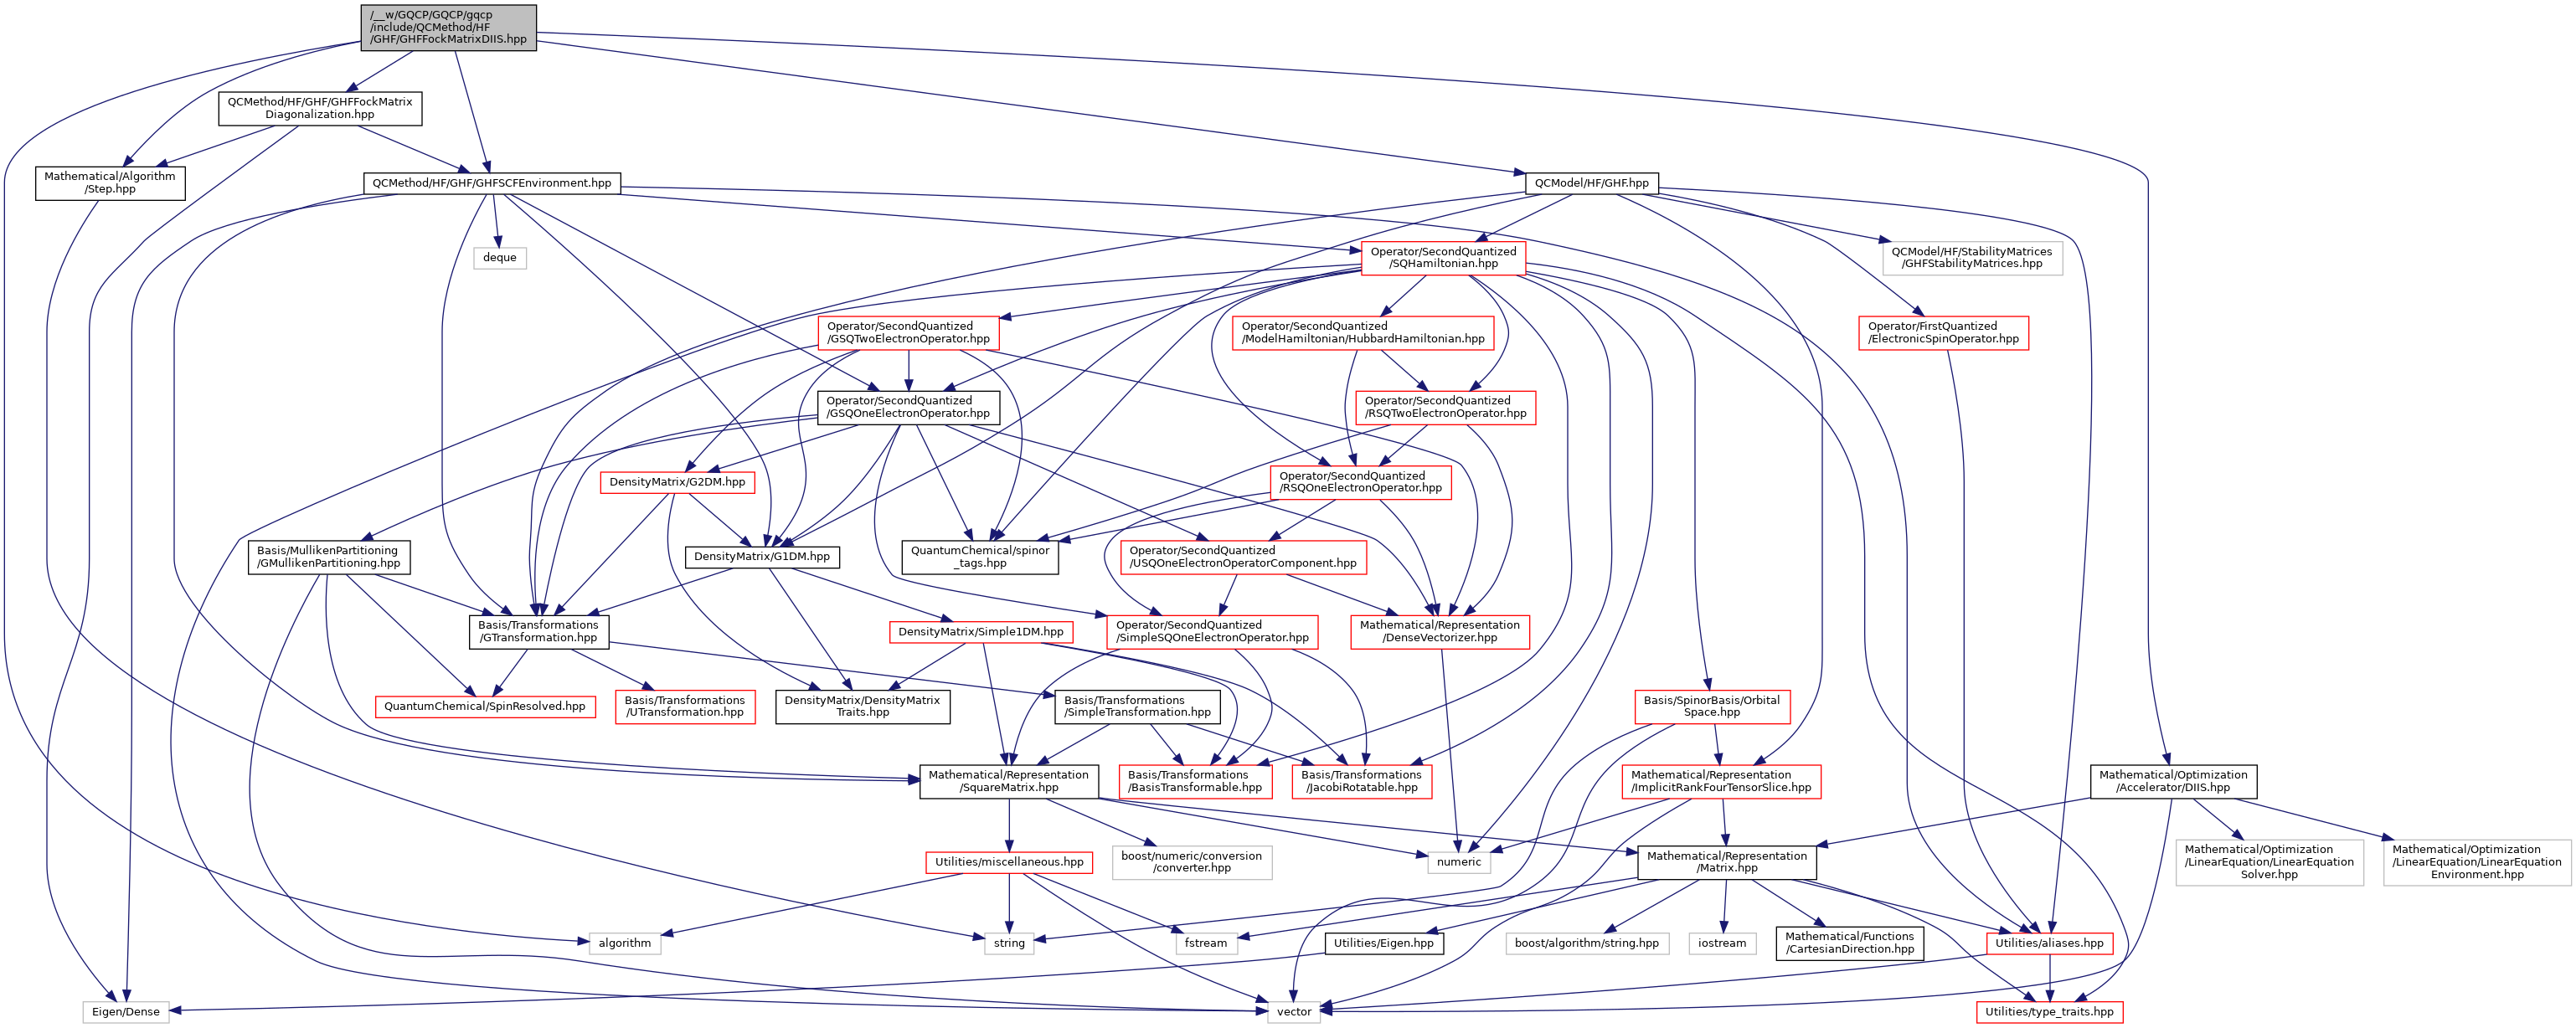 /__w/GQCP/GQCP/gqcp
/include/QCMethod/HF
/GHF/GHFFockMatrixDIIS.hpp
QCMethod/HF/GHF/GHFFockMatrix
Diagonalization.hpp
Mathematical/Algorithm
/Step.hpp
QCMethod/HF/GHF/GHFSCFEnvironment.hpp
QCModel/HF/GHF.hpp
deque
Operator/SecondQuantized
/SQHamiltonian.hpp
QCModel/HF/StabilityMatrices
/GHFStabilityMatrices.hpp
Operator/SecondQuantized
/GSQTwoElectronOperator.hpp
Operator/SecondQuantized
/ModelHamiltonian/HubbardHamiltonian.hpp
Operator/FirstQuantized
/ElectronicSpinOperator.hpp
Operator/SecondQuantized
/GSQOneElectronOperator.hpp
Operator/SecondQuantized
/RSQTwoElectronOperator.hpp
DensityMatrix/G2DM.hpp
Operator/SecondQuantized
/RSQOneElectronOperator.hpp
Basis/MullikenPartitioning
/GMullikenPartitioning.hpp
DensityMatrix/G1DM.hpp
QuantumChemical/spinor
_tags.hpp
Operator/SecondQuantized
/USQOneElectronOperatorComponent.hpp
Basis/Transformations
/GTransformation.hpp
DensityMatrix/Simple1DM.hpp
Operator/SecondQuantized
/SimpleSQOneElectronOperator.hpp
Mathematical/Representation
/DenseVectorizer.hpp
QuantumChemical/SpinResolved.hpp
Basis/Transformations
/UTransformation.hpp
DensityMatrix/DensityMatrix
Traits.hpp
Basis/Transformations
/SimpleTransformation.hpp
Basis/SpinorBasis/Orbital
Space.hpp
Mathematical/Representation
/SquareMatrix.hpp
Basis/Transformations
/BasisTransformable.hpp
Basis/Transformations
/JacobiRotatable.hpp
Mathematical/Representation
/ImplicitRankFourTensorSlice.hpp
Mathematical/Optimization
/Accelerator/DIIS.hpp
Utilities/miscellaneous.hpp
boost/numeric/conversion
/converter.hpp
numeric
Mathematical/Representation
/Matrix.hpp
Mathematical/Optimization
/LinearEquation/LinearEquation
Solver.hpp
Mathematical/Optimization
/LinearEquation/LinearEquation
Environment.hpp
algorithm
string
fstream
Utilities/Eigen.hpp
boost/algorithm/string.hpp
iostream
Mathematical/Functions
/CartesianDirection.hpp
Utilities/aliases.hpp
Eigen/Dense
vector
Utilities/type_traits.hpp